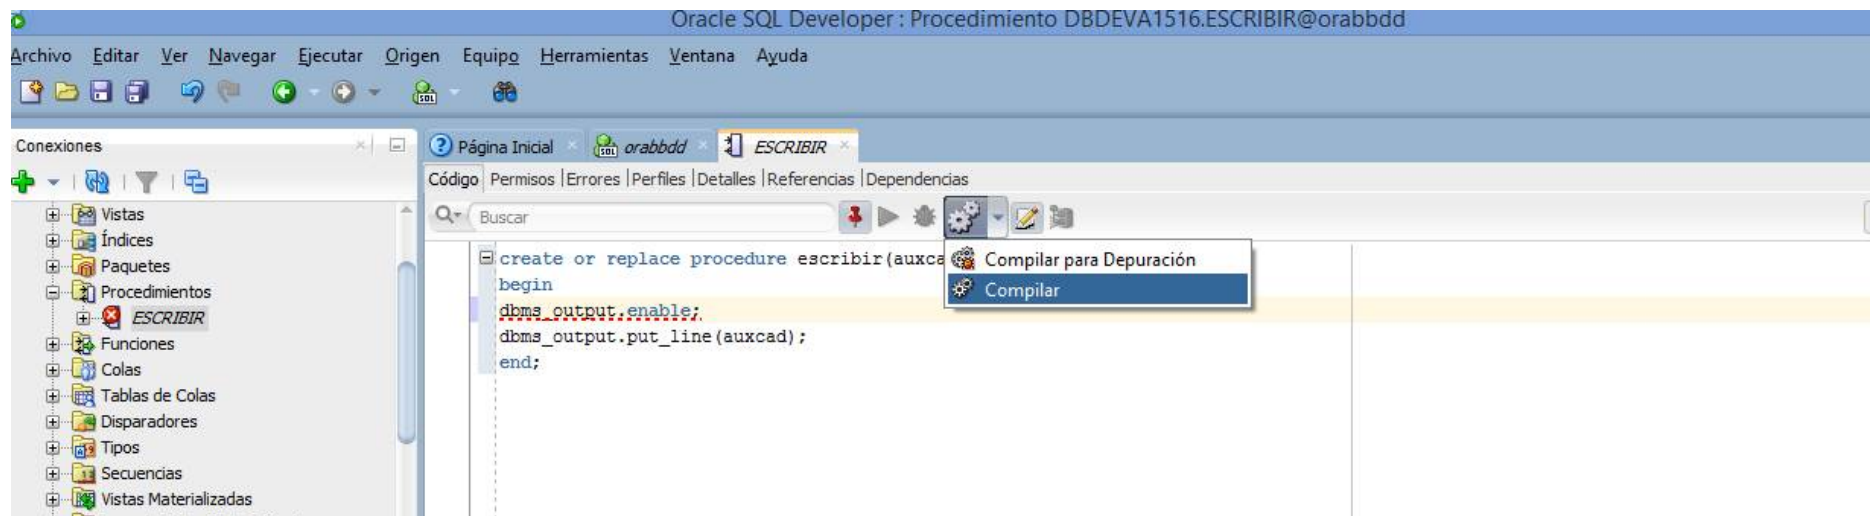 Oracle SQL Developer : Procedimiento DBDEVA1516.ESCRIBIR@orabbdd
Archivo Editar Ver Navegar Ejecutar Origen Equipo Herramientas Ventana Ayuda
Conexiones
Vistas
Índices
Paquetes
Procedimientos
ESCRIBIR
Funciones
Colas
Tablas de Colas
Disparadores
Tipos
Secuencias
Vistas Materializadas
Página Inicial orabbdd ESCRIBIR
Código Permisos |Errores |Perfiles |Detalles |Referencias |Dependencias
Buscar
create or replace procedure escribir(auxca
begin
dbms_output.enable;
dbms_output.put_line(auxcad);
end;
Compilar para Depuración
Compilar